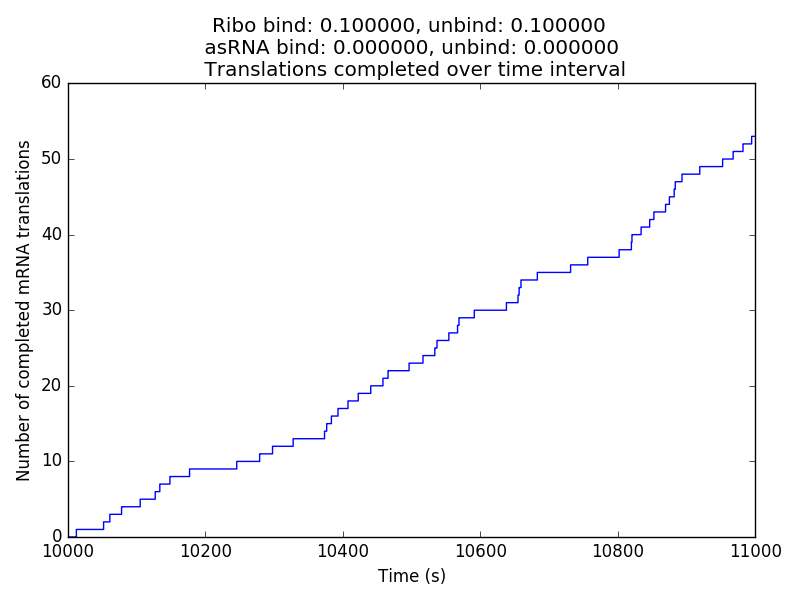 Ribo bind: 0.100000, unbind: 0.100000
asRNA bind: 0.000000, unbind: 0.000000
Translations completed over time interval
60
50
40
30
20
10
0
Number of completed mRNA translations
10000 10200 10400 10600 10800 11000
Time (s)